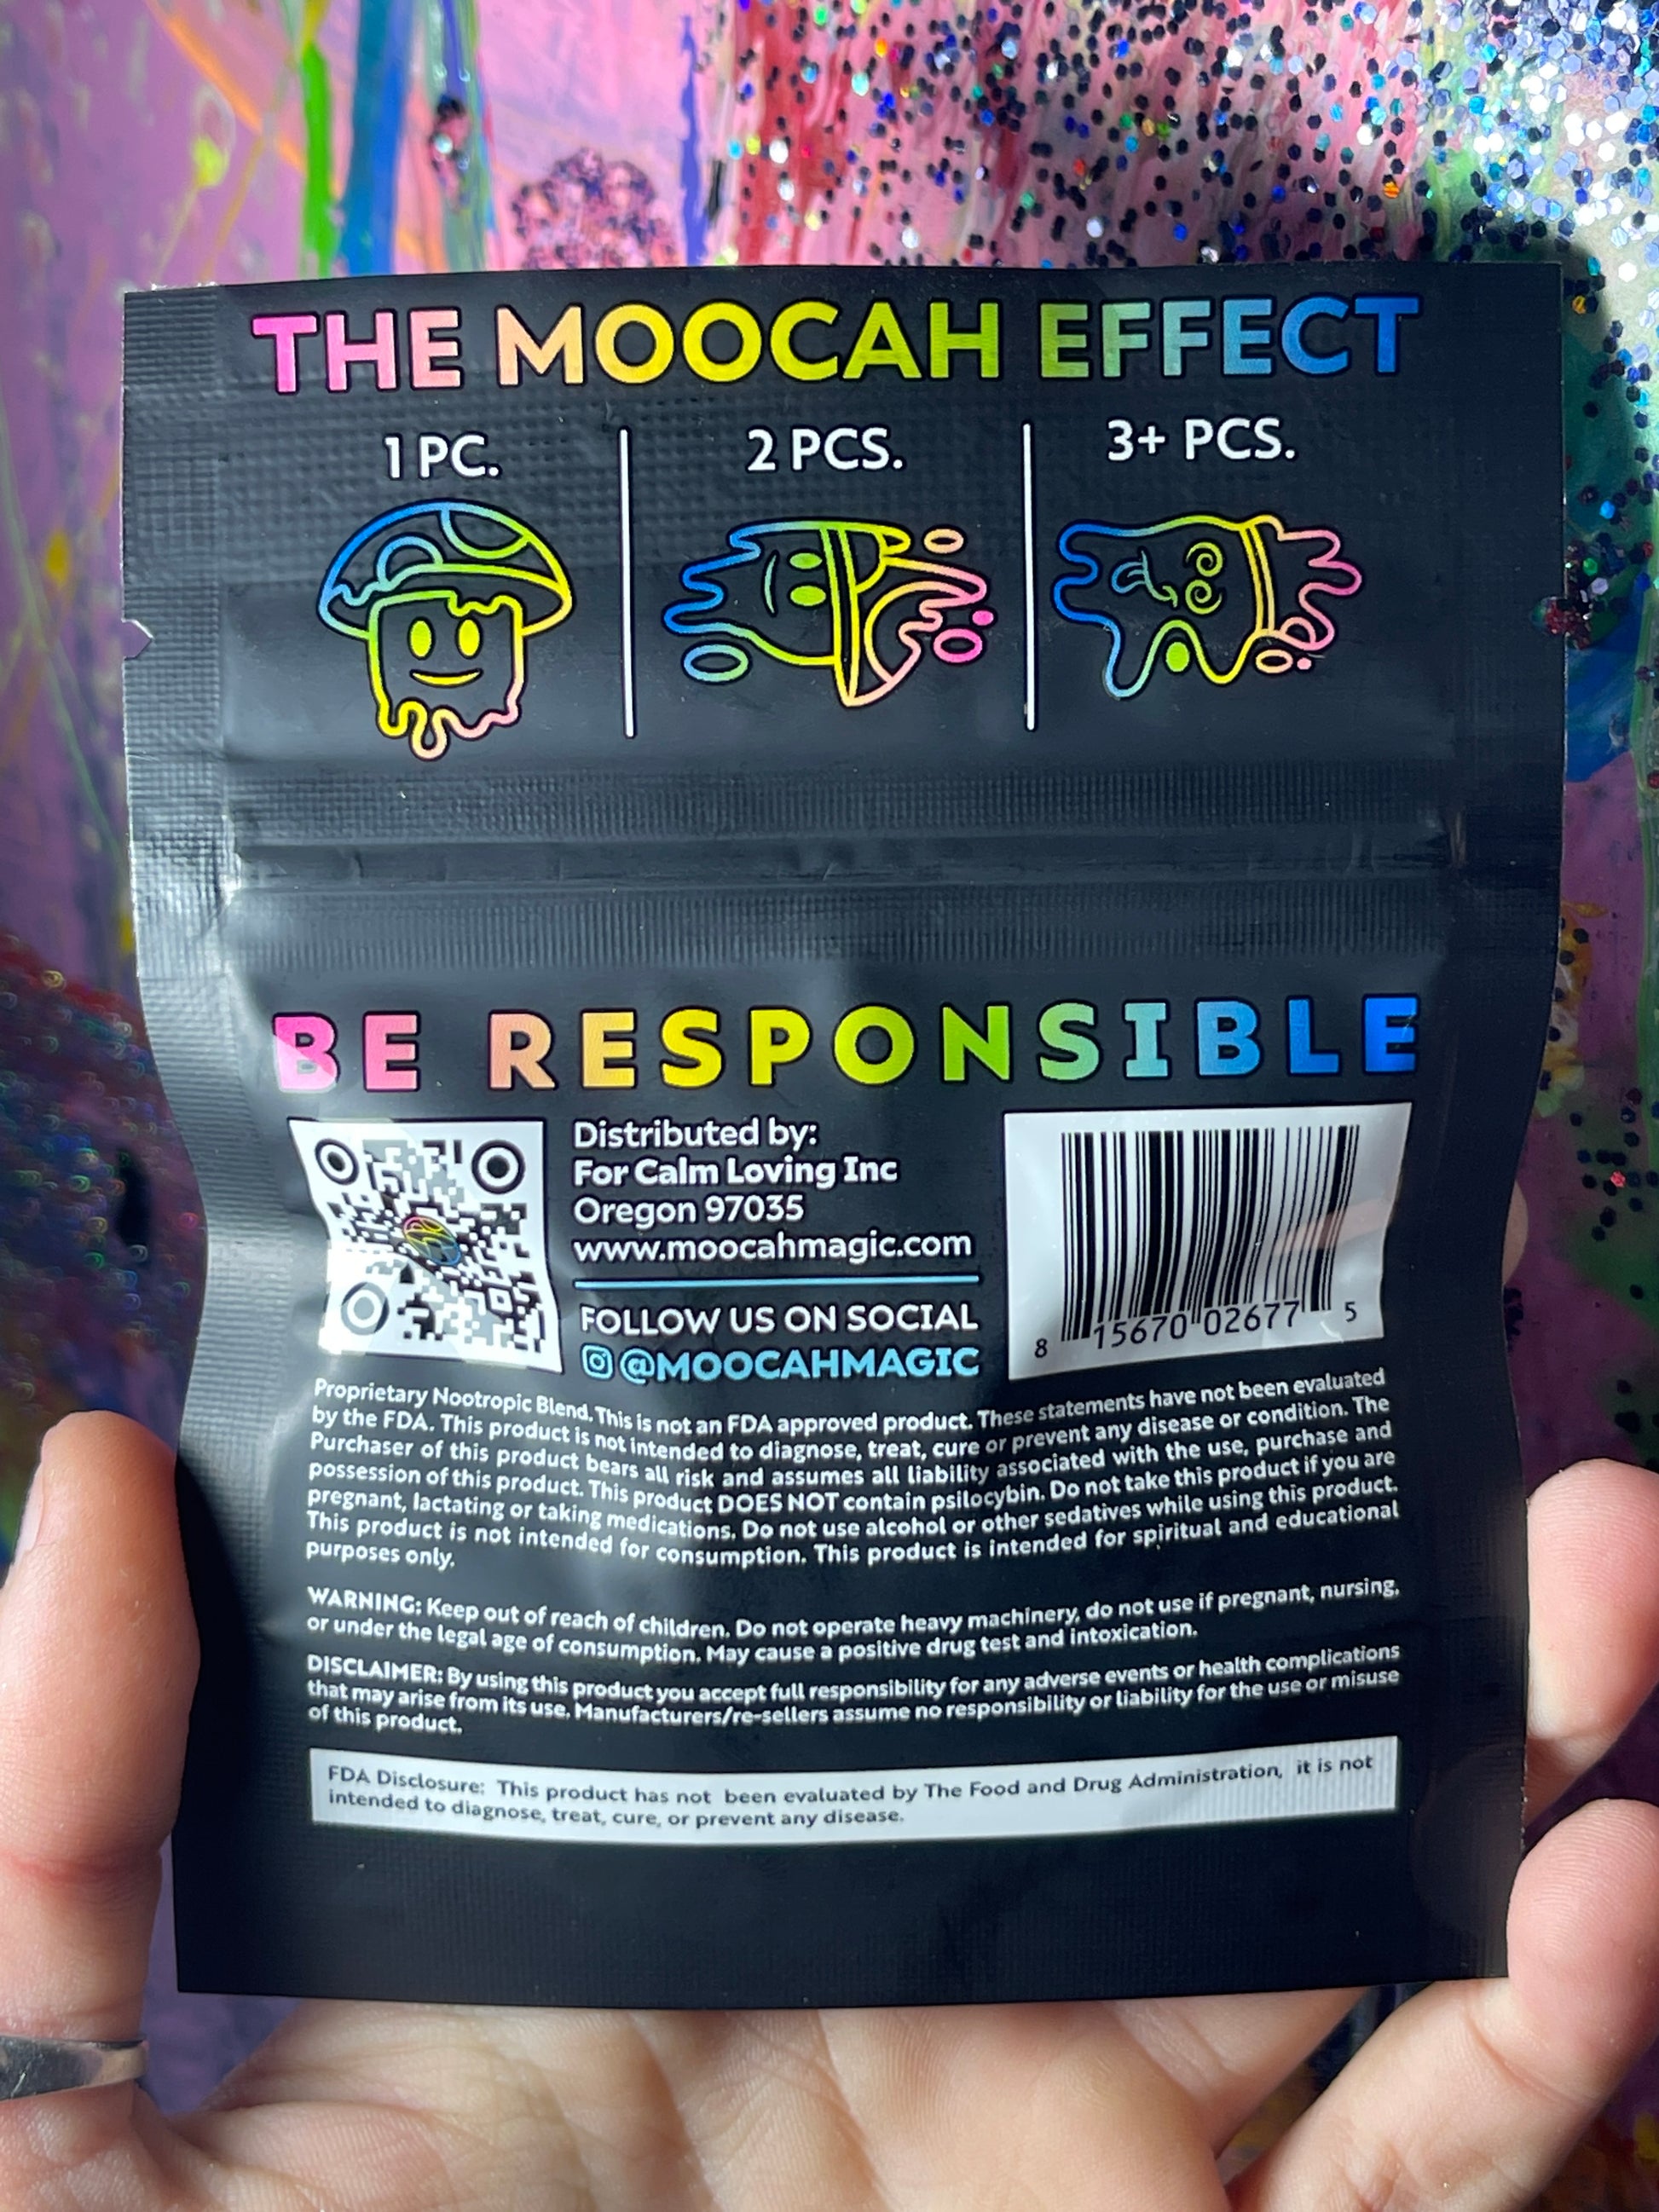 THE MOOCAH EFFECT
1 PC.
2 PCS.
3+ PCS.
BE RESPONSIBLE
Distributed by:
For Calm Loving Inc
Oregon 97035
www.moocahmagic.com
FOLLOW US ON SOCIAL
@MOOCAHMAGIC
8 15670 02677 5
Proprietary Nootropic Blend. This is not an FDA approved product. These statements have not been evaluated
by the FDA. This product is not intended to diagnose, treat, cure or prevent any disease or condition. The
Purchaser of this product bears all risk and assumes all liability associated with the use, purchase and
possession of this product. This product DOES NOT contain psilocybin. Do not take this product if you are
pregnant, lactating or taking medications. Do not use alcohol or other sedatives while using this product.
This product is not intended for consumption. This product is intended for spiritual and educational
purposes only.
WARNING: Keep out of reach of children. Do not operate heavy machinery, do not use if pregnant, nursing,
or under the legal age of consumption. May cause a positive drug test and intoxication.
DISCLAIMER: By using this product you accept full responsibility for any adverse events or health complications
that may arise from its use. Manufacturers/re-sellers assume no responsibility or liability for the use or misuse
of this product.
FDA Disclosure: This product has not been evaluated by The Food and Drug Administration, it is not
intended to diagnose, treat, cure, or prevent any disease.